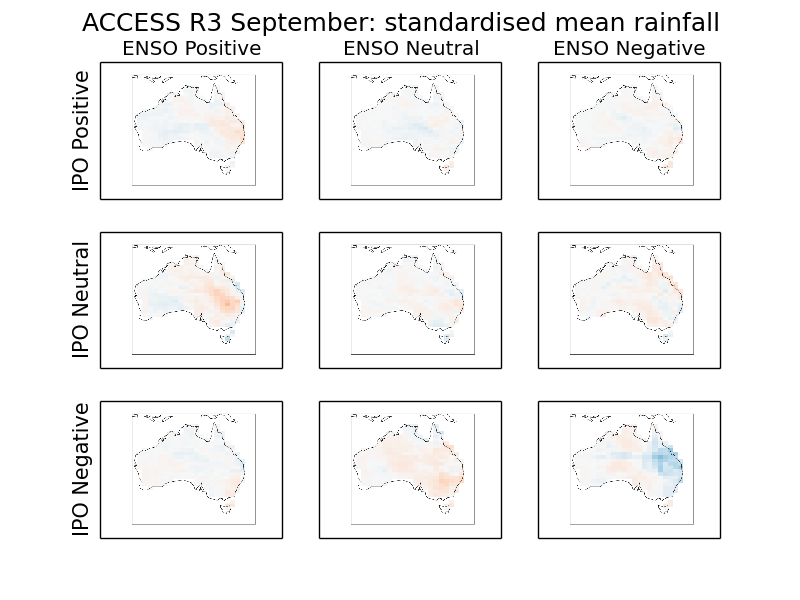 ACCESS R3 September: standardised mean rainfall
ENSO Positive
ENSO Neutral
ENSO Negative
IPO Positive
IPO Neutral
IPO Negative